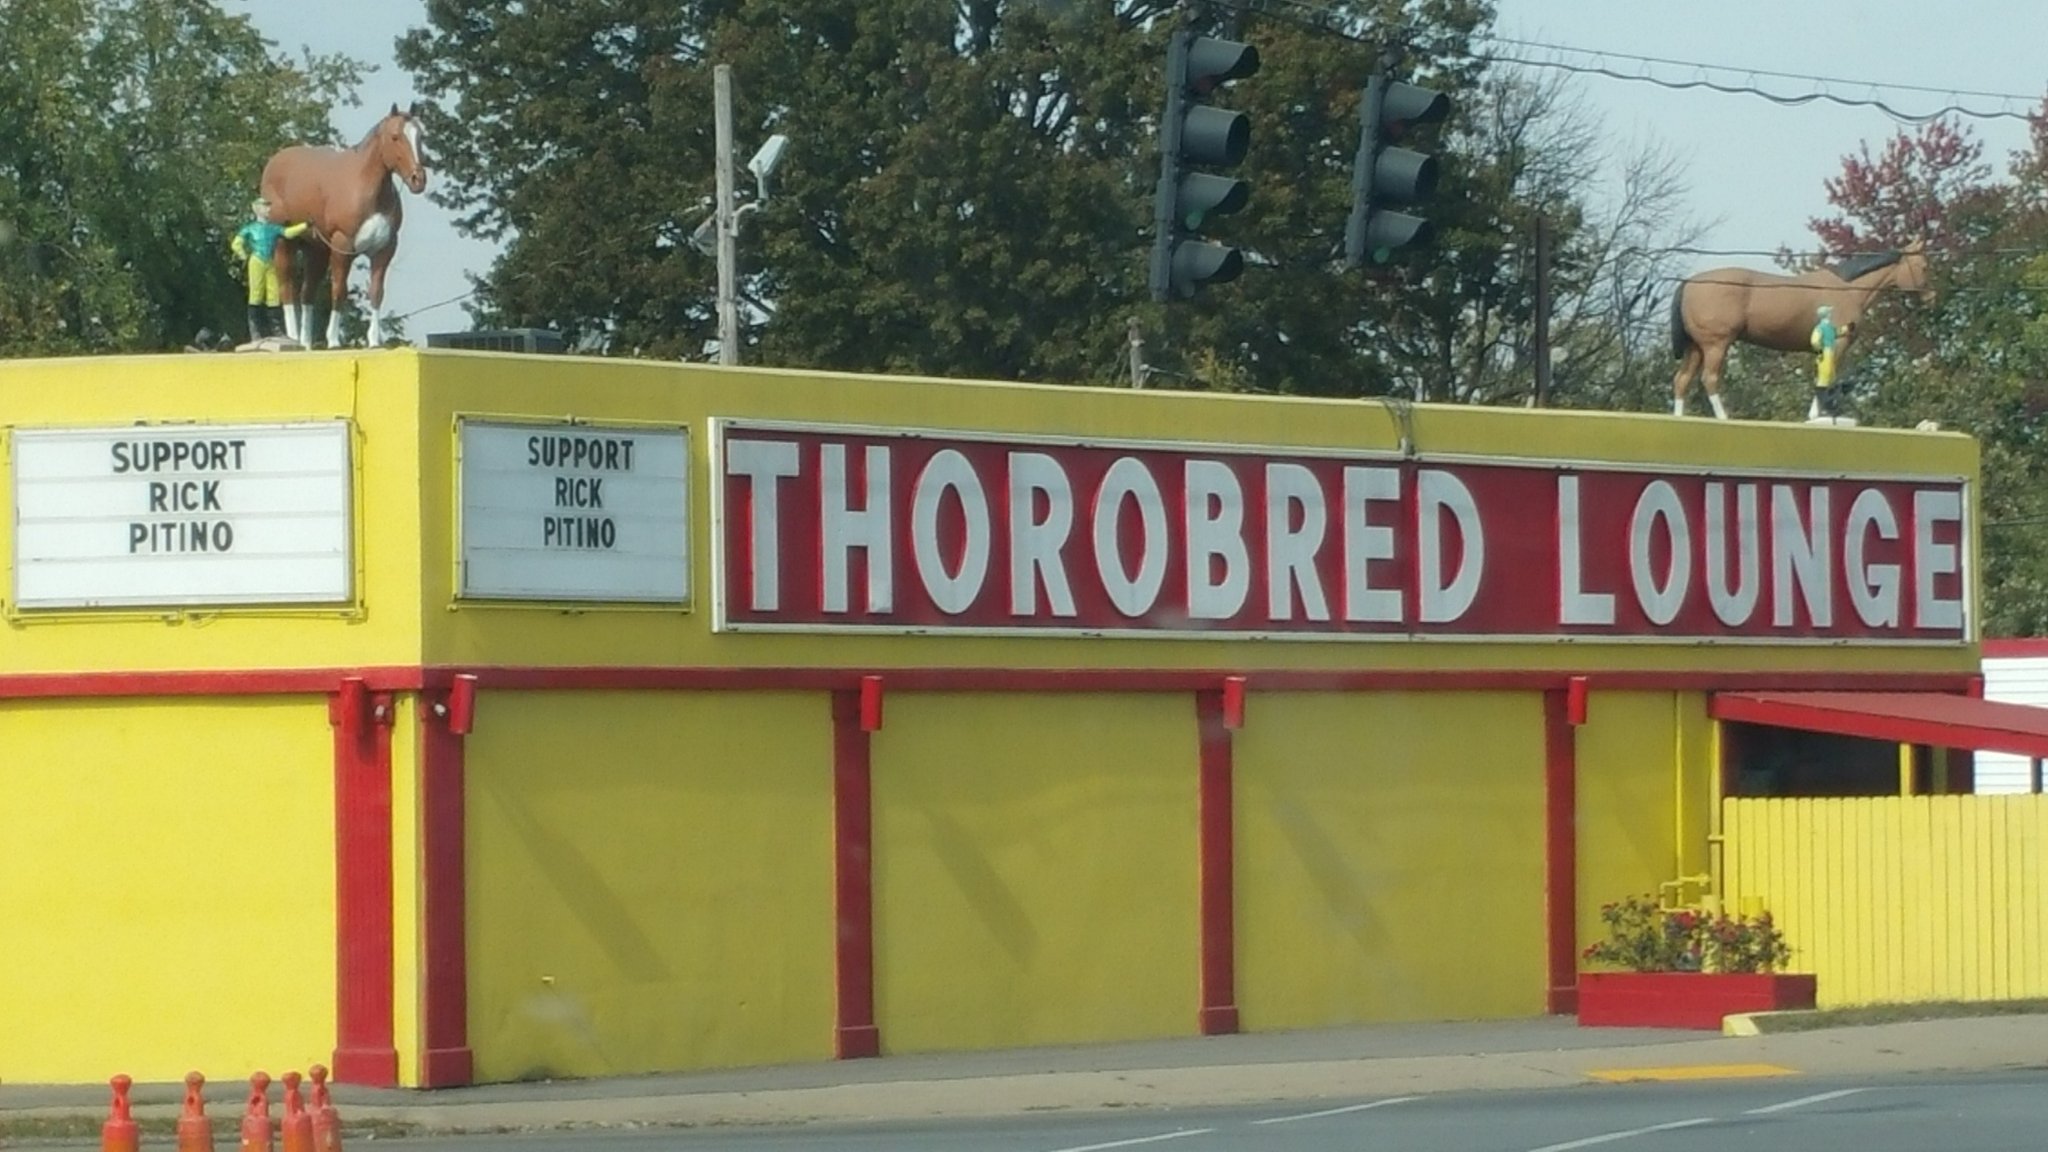 SUPPORT
RICK
PITINO
SUPPORT
RICK
PITINO
THOROBRED LOUNGE